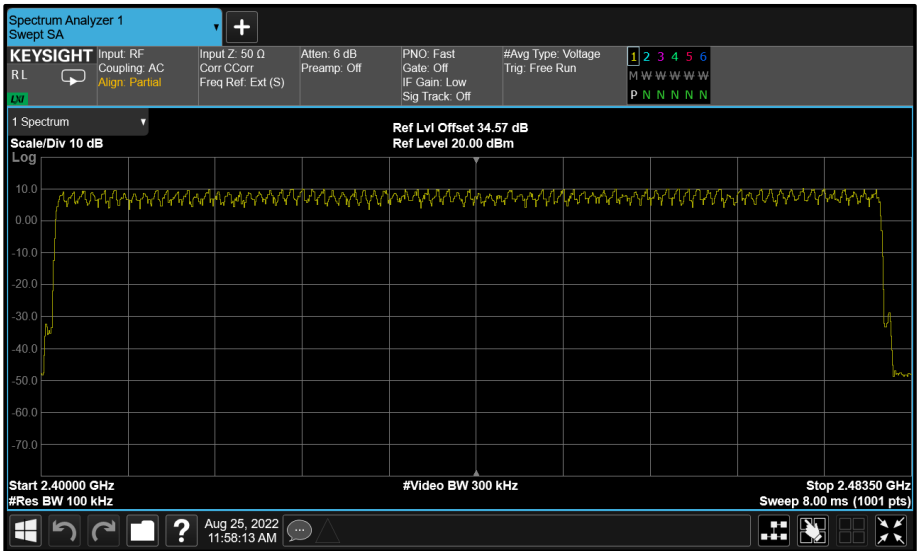 Spectrum Analyzer 1
Swept SA
+
KEYSIGHT Input: RF Input Z: 50 Ω Atten: 6 dB PNO: Fast #Avg Type: Voltage 1 2 3 4 5 6
RL Coupling: AC Corr CCorr Preamp: Off Gate: Off Trig: Free Run M W W W W W
Align: Partial Freq Ref: Ext (S) IF Gain: Low P N N N N N
LXI Sig Track: Off
1 Spectrum
Ref Lvl Offset 34.57 dB
Scale/Div 10 dB Ref Level 20.00 dBm
Log
10.0
0.00
-10.0
-20.0
-30.0
-40.0
-50.0
-60.0
-70.0
Start 2.40000 GHz #Video BW 300 kHz Stop 2.48350 GHz
#Res BW 100 kHz Sweep 8.00 ms (1001 pts)
? Aug 25, 2022
11:58:13 AM